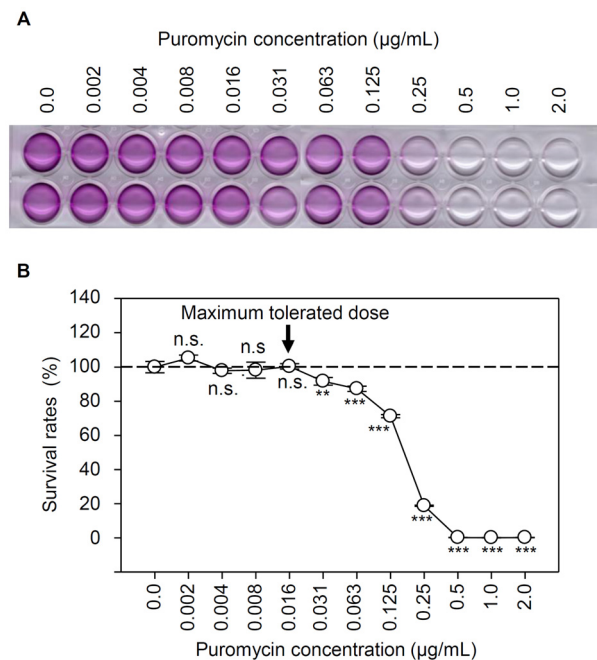 A
Puromycin concentration (µg/mL)
0.0 0.002 0.004 0.008 0.016 0.031 0.063 0.125 0.25 0.5 1.0 2.0
B
140
120
100
80
60
40
20
0
Survival rates (%)
Maximum tolerated dose
n.s. n.s. n.s n.s. ** *** *** *** *** *** ***
0.0 0.002 0.004 0.008 0.016 0.031 0.063 0.125 0.25 0.5 1.0 2.0
Puromycin concentration (µg/mL)